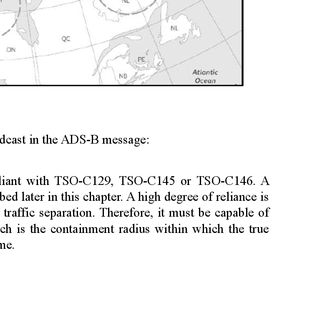 NL
QC
NL
ON
PE
NB
Atlantic
Ocean
dcast in the ADS-B message:
liant with TSO-C129, TSO-C145 or TSO-C146. A
bed later in this chapter. A high degree of reliance is
traffic separation. Therefore, it must be capable of
ch is the containment radius within which the true
me.